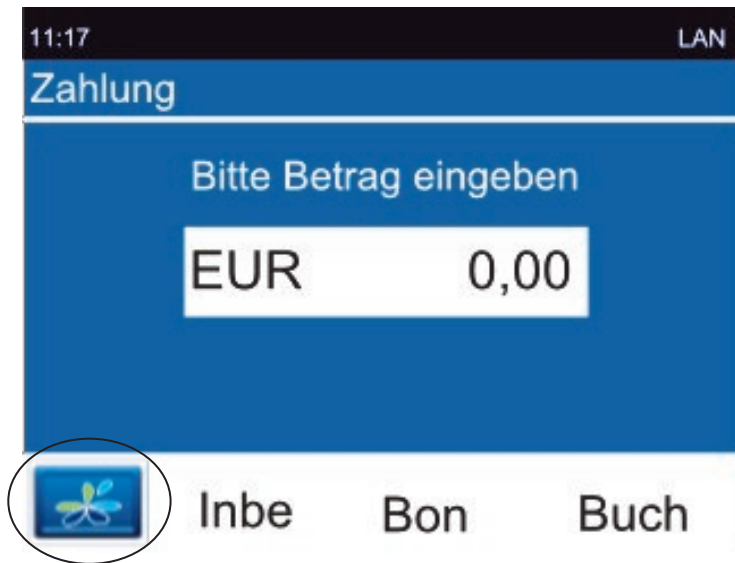 11:17 LAN
Zahlung
Bitte Betrag eingeben
EUR 0,00
Inbe Bon Buch